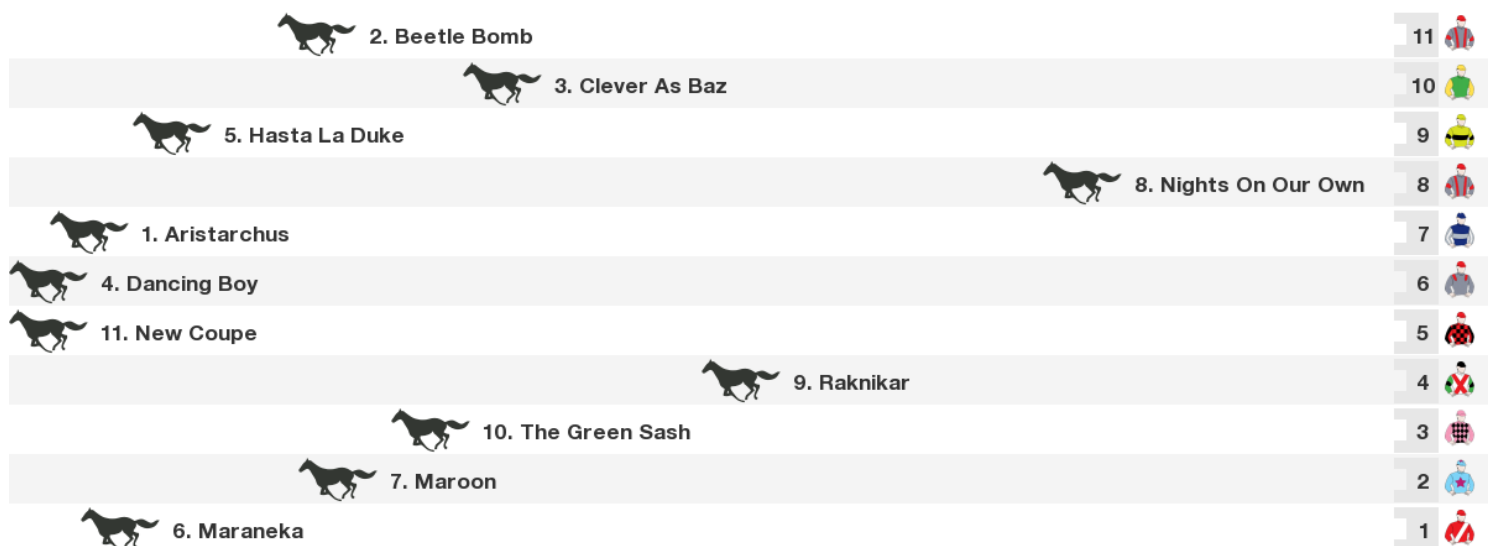 2. Beetle Bomb 11
3. Clever As Baz 10
5. Hasta La Duke 9
8. Nights On Our Own 8
1. Aristarchus 7
4. Dancing Boy 6
11. New Coupe 5
9. Raknikar 4
10. The Green Sash 3
7. Maroon 2
6. Maraneka 1